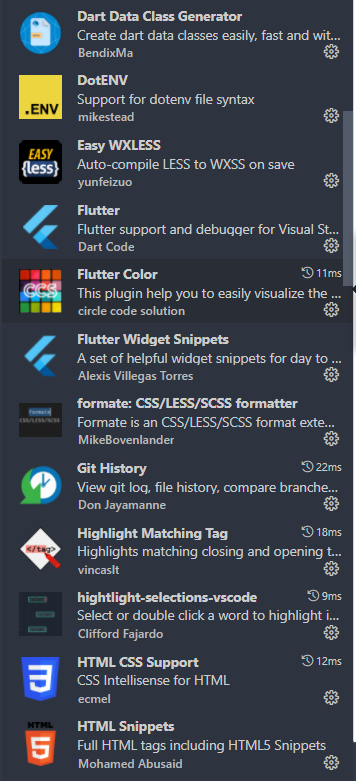 Dart Data Class Generator
Create dart data classes easily, fast and wit...
BendixMa
.ENV
DotENV
Support for dotenv file syntax
mikestead
EASY
{less}
Easy WXLESS
Auto-compile LESS to WXSS on save
yunfeizuo
Flutter
Flutter support and debugger for Visual St...
Dart Code
CCS
Flutter Color
11ms
This plugin help you to easily visualize the ...
circle code solution
Flutter Widget Snippets
A set of helpful widget snippets for day to ...
Alexis Villegas Torres
formate
CSS/LESS/SCSS
formate: CSS/LESS/SCSS formatter
Formate is an CSS/LESS/SCSS format exte...
MikeBovenlander
Git History
22ms
View git log, file history, compare branche...
Don Jayamanne
</tag>
Highlight Matching Tag
18ms
Highlights matching closing and opening t...
vincaslt
hightlight-selections-vscode
9ms
Select or double click a word to highlight i...
Clifford Fajardo
3
HTML CSS Support
12ms
CSS Intellisense for HTML
ecmel
HTML
5
HTML Snippets
Full HTML tags including HTML5 Snippets
Mohamed Abusaid